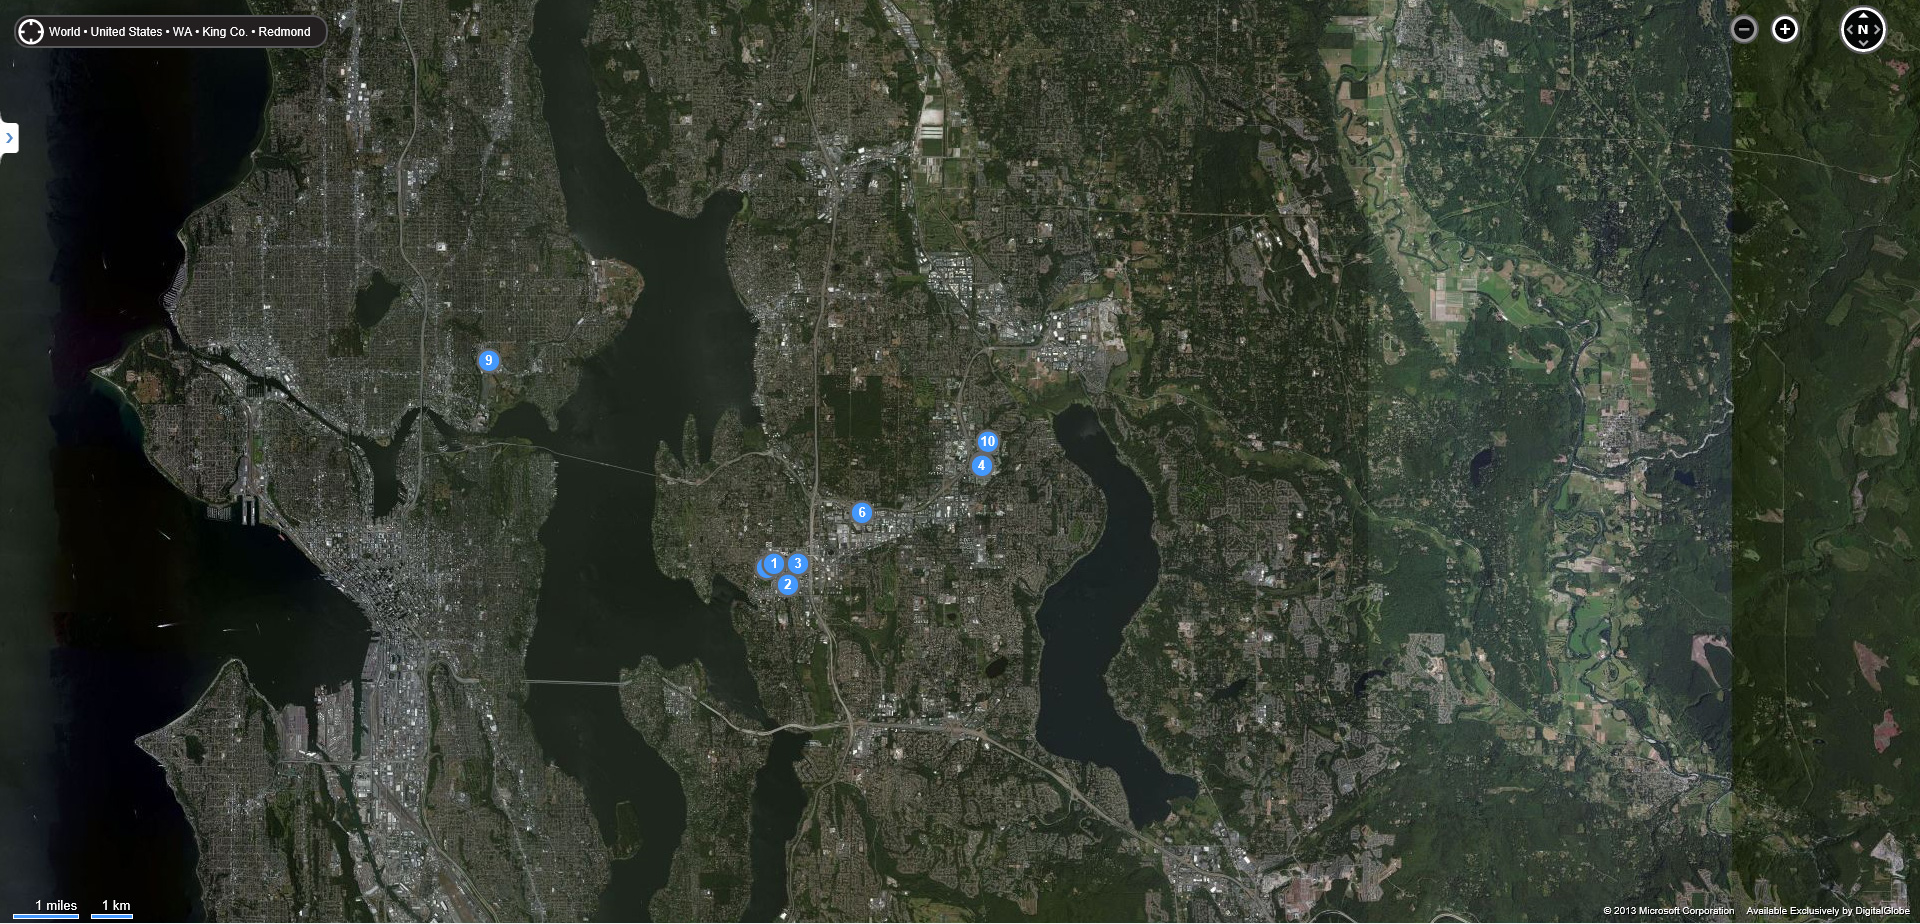 World • United States • WA • King Co. • Redmond
N
9
10
4
6
1
3
2
1 miles
1 km
© 2013 Microsoft Corporation Available Exclusively by DigitalGlobe